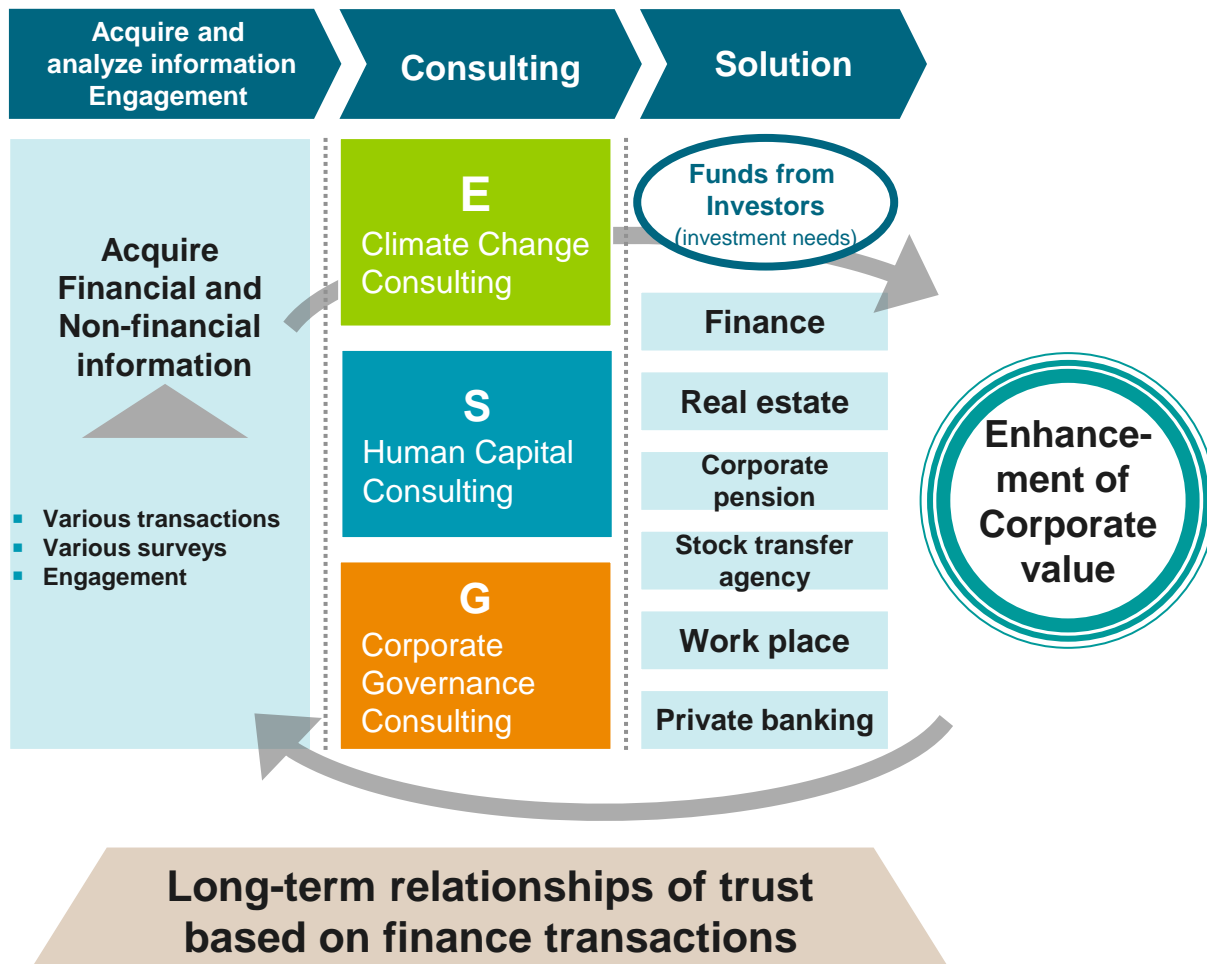 Acquire and
analyze information
Engagement
Consulting
Solution
Acquire
Financial and
Non-financial
information
▪ Various transactions
▪ Various surveys
▪ Engagement
E
Climate Change
Consulting
S
Human Capital
Consulting
G
Corporate
Governance
Consulting
Funds from
Investors
(investment needs)
Finance
Real estate
Corporate
pension
Stock transfer
agency
Work place
Private banking
Enhance-
ment of
Corporate
value
Long-term relationships of trust
based on finance transactions